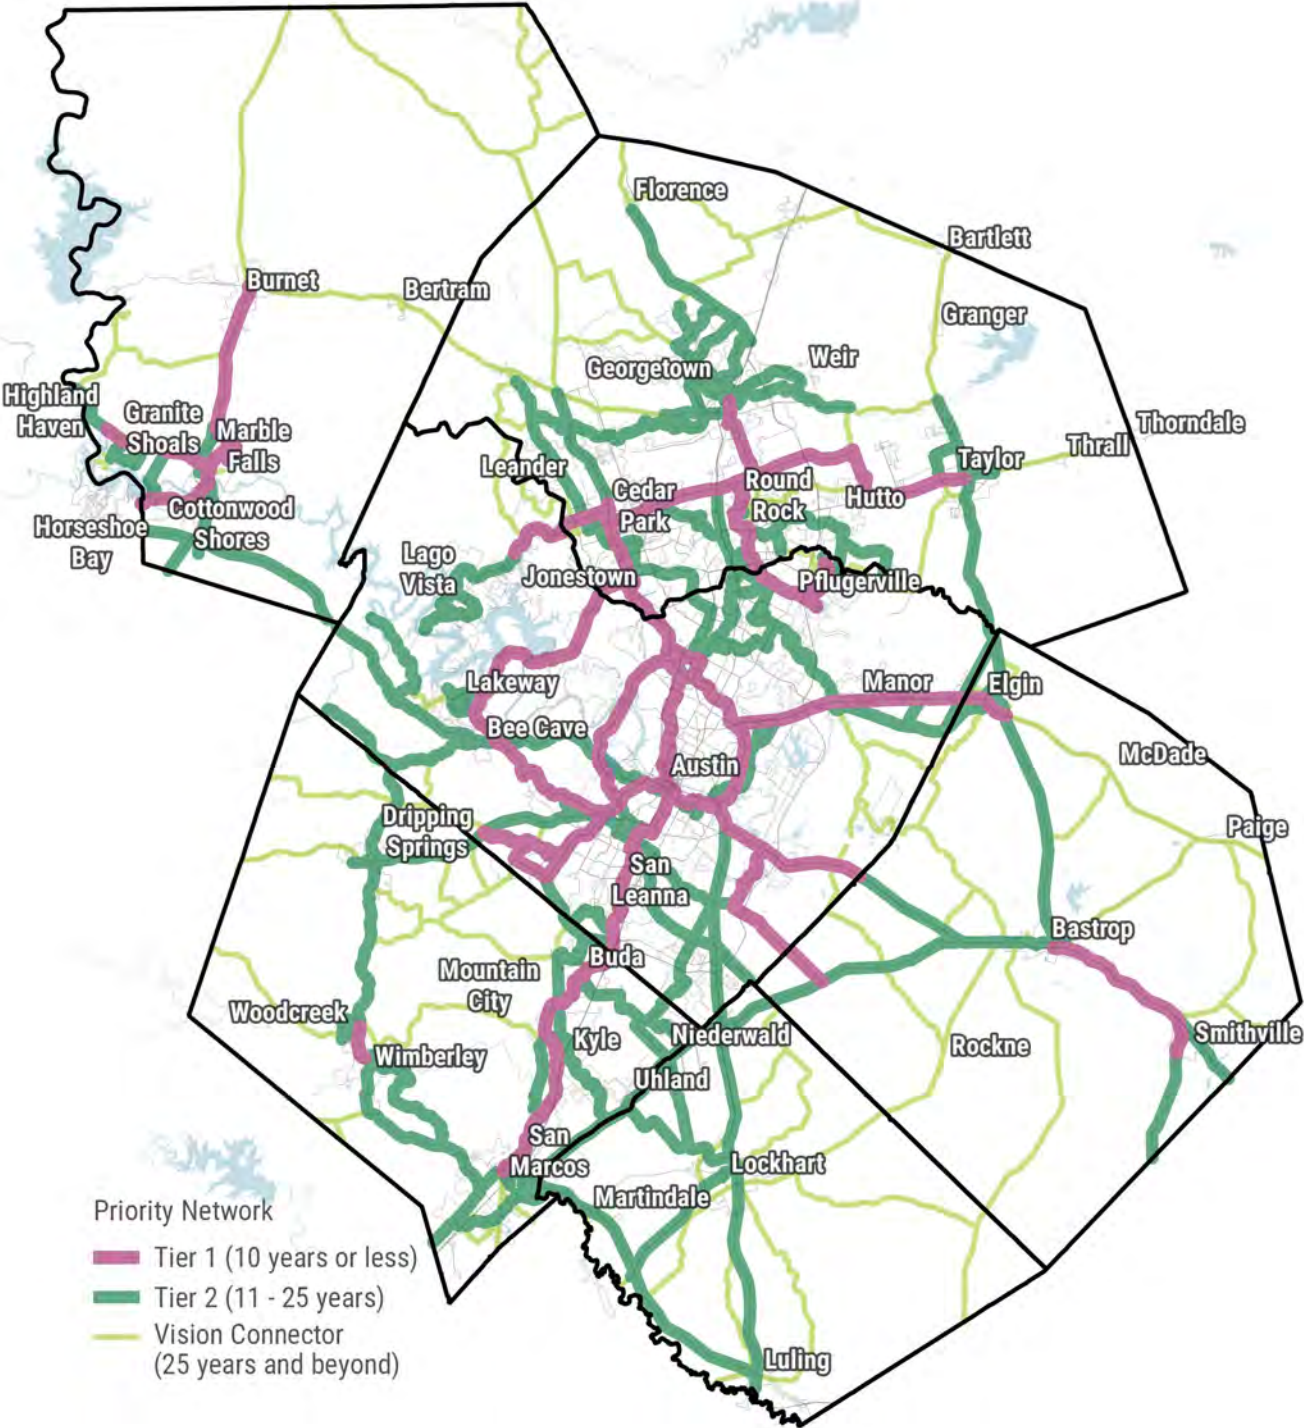 Florence
Bartlett
Burnet
Bertram
Granger
Georgetown
Weir
Highland
Haven
Granite
Shoals
Marble
Falls
Thorndale
Thrall
Taylor
Leander
Cedar
Park
Round
Rock
Hutto
Cottonwood
Shores
Horseshoe
Bay
Lago
Vista
Jonestown
Pflugerville
Lakeway
Manor
Elgin
Bee Cave
McDade
Austin
Dripping
Springs
Paige
San
Leanna
Bastrop
Buda
Mountain
City
Woodcreek
Kyle
Niederwald
Rockne
Smithville
Wimberley
Uhland
San
Marcos
Lockhart
Martindale
Luling
Priority Network
Tier 1 (10 years or less)
Tier 2 (11 - 25 years)
Vision Connector
(25 years and beyond)